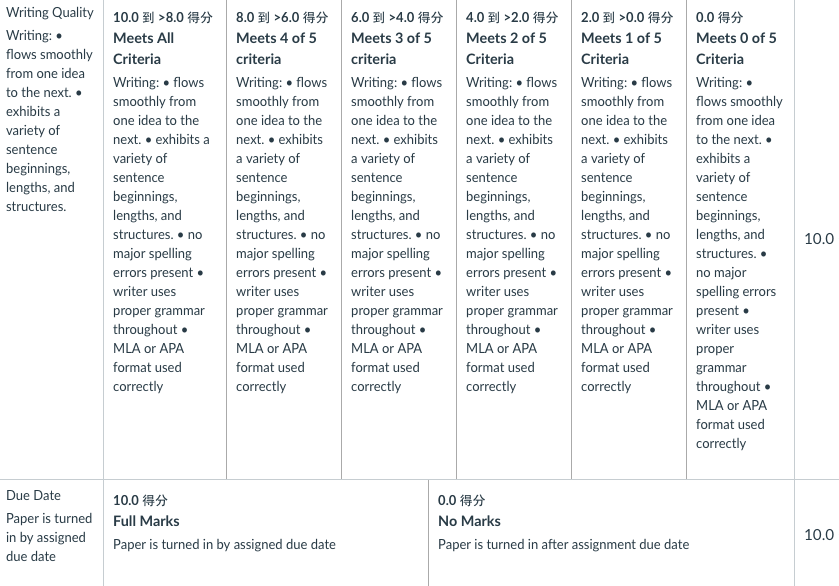 Writing Quality
Writing: •
flows smoothly
from one idea
to the next. •
exhibits a
variety of
sentence
beginnings,
lengths, and
structures.
10.0 到 >8.0 得分
Meets All
Criteria
Writing: • flows
smoothly from
one idea to the
next. • exhibits a
variety of
sentence
beginnings,
lengths, and
structures. • no
major spelling
errors present •
writer uses
proper grammar
throughout •
MLA or APA
format used
correctly
8.0 到 >6.0 得分
Meets 4 of 5
criteria
Writing: • flows
smoothly from
one idea to the
next. • exhibits
a variety of
sentence
beginnings,
lengths, and
structures. • no
major spelling
errors present •
writer uses
proper grammar
throughout •
MLA or APA
format used
correctly
6.0 到 >4.0 得分
Meets 3 of 5
criteria
Writing: • flows
smoothly from
one idea to the
next. • exhibits
a variety of
sentence
beginnings,
lengths, and
structures. • no
major spelling
errors present •
writer uses
proper grammar
throughout •
MLA or APA
format used
correctly
4.0 到 >2.0 得分
Meets 2 of 5
Criteria
Writing: • flows
smoothly from
one idea to the
next. • exhibits
a variety of
sentence
beginnings,
lengths, and
structures. • no
major spelling
errors present •
writer uses
proper grammar
throughout •
MLA or APA
format used
correctly
2.0 到 >0.0 得分
Meets 1 of 5
Criteria
Writing: • flows
smoothly from
one idea to the
next. • exhibits
a variety of
sentence
beginnings,
lengths, and
structures. • no
major spelling
errors present •
writer uses
proper grammar
throughout •
MLA or APA
format used
correctly
0.0 得分
Meets 0 of 5
Criteria
Writing: •
flows smoothly
from one idea
to the next. •
exhibits a
variety of
sentence
beginnings,
lengths, and
structures. •
no major
spelling errors
present •
writer uses
proper
grammar
throughout •
MLA or APA
format used
correctly
10.0
Due Date
Paper is turned
in by assigned
due date
10.0 得分
Full Marks
Paper is turned in by assigned due date
0.0 得分
No Marks
Paper is turned in after assignment due date
10.0